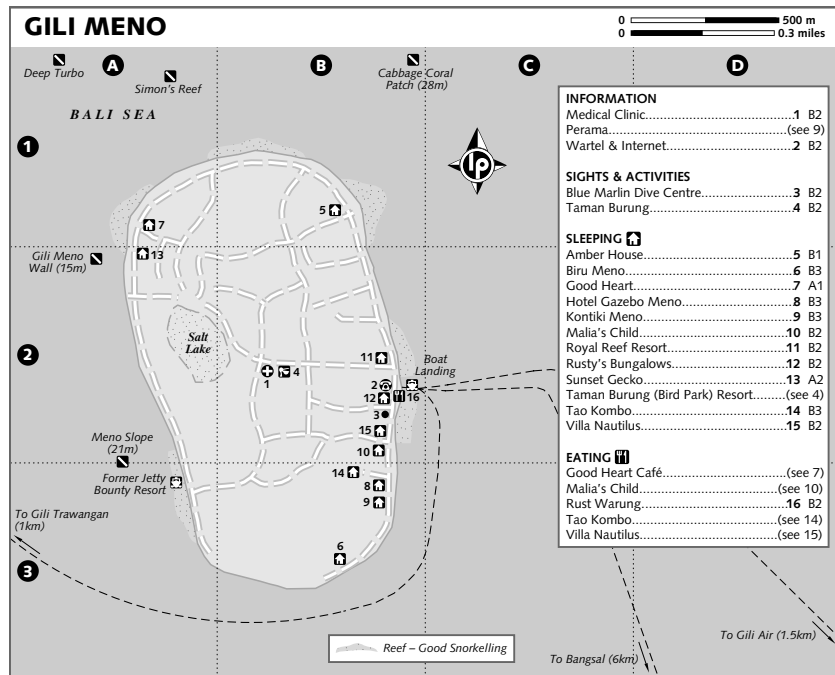 GILI MENO
0 500 m
0 0.3 miles
A B C D
Deep Turbo
Simon's Reef
Cabbage Coral
Patch (28m)
BALI SEA
1
lp
5
7
13
Gili Meno
Wall (15m)
2
Salt
Lake
11
Boat
Landing
4
1
2
12
16
3
15
10
Meno Slope
(21m)
Former Jetty
Bounty Resort
14
8
9
To Gili Trawangan
(1km)
6
3
Reef – Good Snorkelling
To Bangsal (6km)
To Gili Air (1.5km)
INFORMATION
Medical Clinic 1 B2
Perama (see 9)
Wartel & Internet 2 B2
SIGHTS & ACTIVITIES
Blue Marlin Dive Centre 3 B2
Taman Burung 4 B2
SLEEPING
Amber House 5 B1
Biru Meno 6 B3
Good Heart 7 A1
Hotel Gazebo Meno 8 B3
Kontiki Meno 9 B3
Malia's Child 10 B2
Royal Reef Resort 11 B2
Rusty's Bungalows 12 B2
Sunset Gecko 13 A2
Taman Burung (Bird Park) Resort (see 4)
Tao Kombo 14 B3
Villa Nautilus 15 B2
EATING
Good Heart Café (see 7)
Malia's Child (see 10)
Rust Warung 16 B2
Tao Kombo (see 14)
Villa Nautilus (see 15)